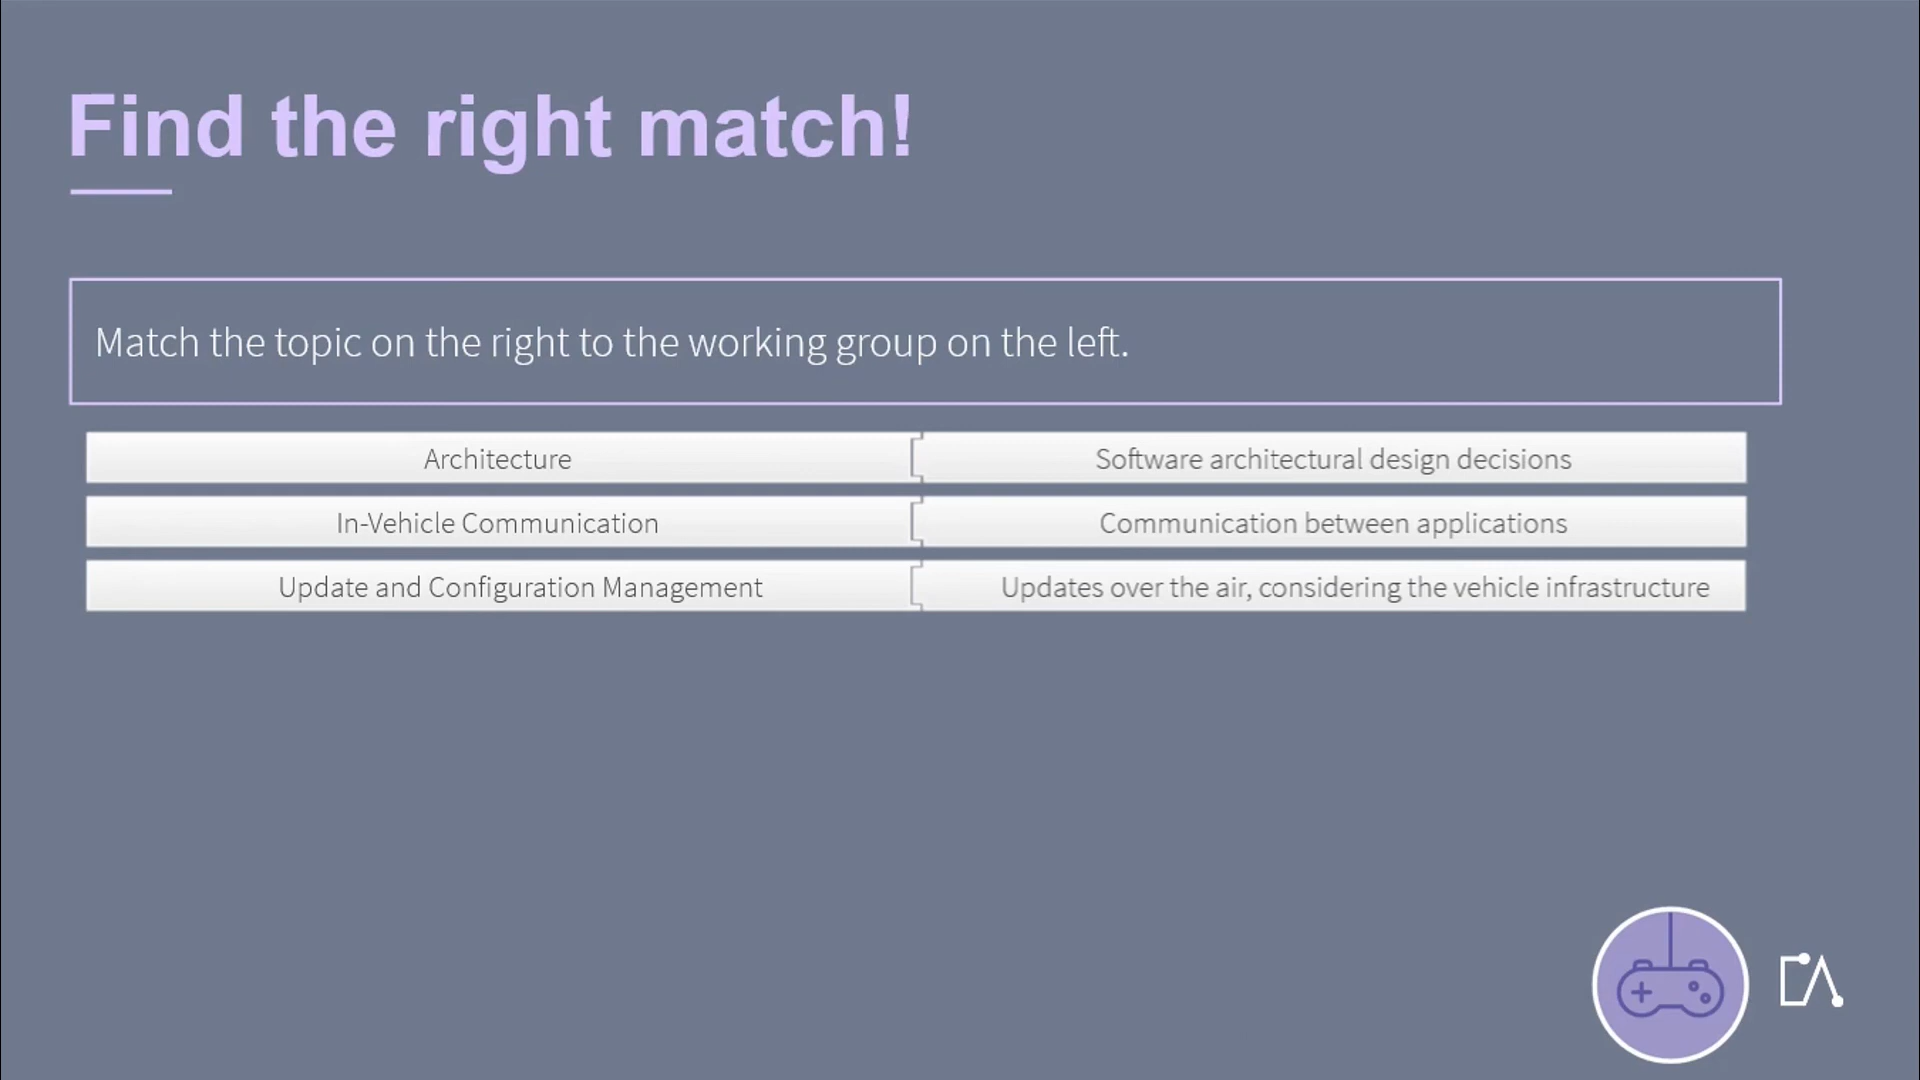 Find the right match!
Match the topic on the right to the working group on the left.
Architecture
Software architectural design decisions
In-Vehicle Communication
Communication between applications
Update and Configuration Management
Updates over the air, considering the vehicle infrastructure